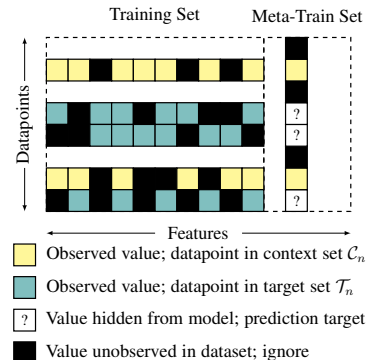 Training Set
Meta-Train Set
Datapoints
?
?
?
Features
Observed value; datapoint in context set 𝒞ₙ
Observed value; datapoint in target set 𝒯ₙ
? Value hidden from model; prediction target
Value unobserved in dataset; ignore